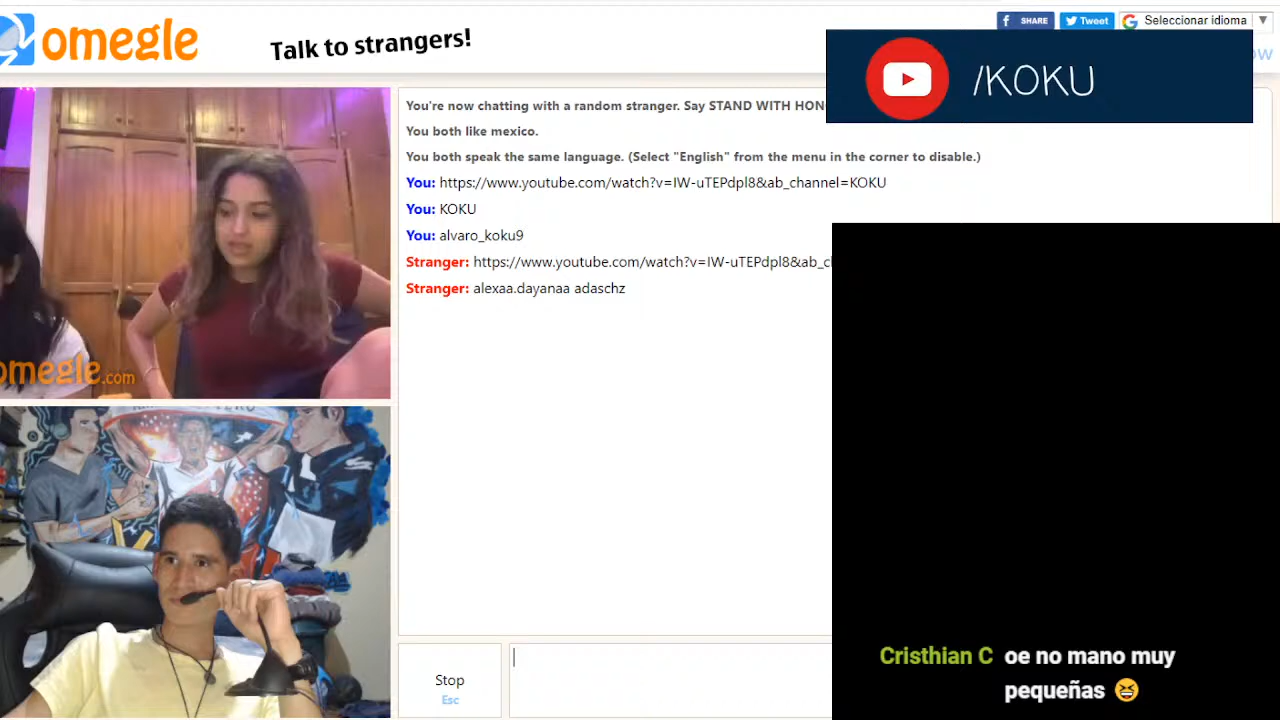 omegle
Talk to strangers!
SHARE
Tweet
Seleccionar idioma
/KOKU
You're now chatting with a random stranger. Say STAND WITH HON
You both like mexico.
You both speak the same language. (Select "English" from the menu in the corner to disable.)
You: https://www.youtube.com/watch?v=IW-uTEPdpl8&ab_channel=KOKU
You: KOKU
You: alvaro_koku9
Stranger: https://www.youtube.com/watch?v=IW-uTEPdpl8&ab_cl
Stranger: alexaa.dayanaa adaschz
omegle.com
Stop
Esc
Cristhian C oe no mano muy
pequeñas 😆